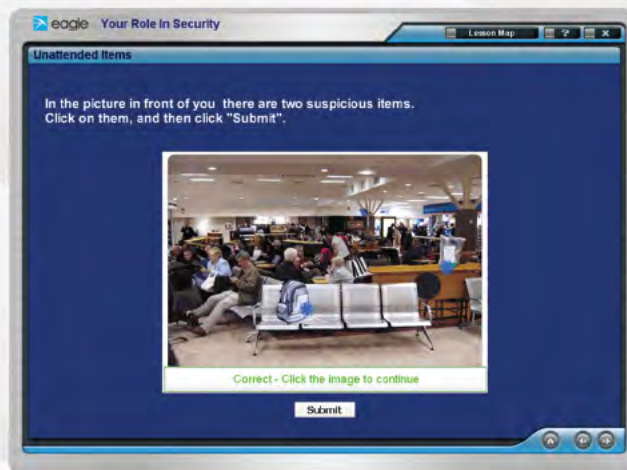 eagle Your Role In Security
Lesson Map ? X
Unattended Items
In the picture in front of you there are two suspicious items.
Click on them, and then click "Submit".
Correct - Click the image to continue
Submit